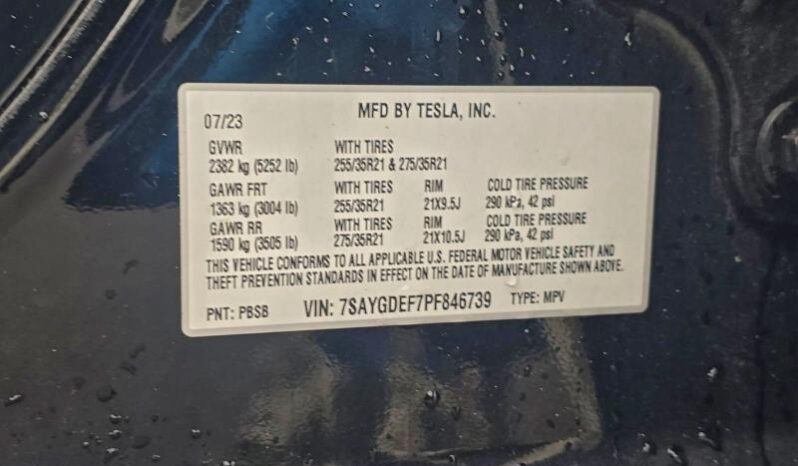 MFD BY TESLA, INC.
07/23
GVWR WITH TIRES
2382 kg (5252 lb) 255/35R21 & 275/35R21
GAWR FRT WITH TIRES RIM COLD TIRE PRESSURE
1363 kg (3004 lb) 255/35R21 21X9.5J 290 kPa, 42 psi
GAWR RR WITH TIRES RIM COLD TIRE PRESSURE
1590 kg (3505 lb) 275/35R21 21X10.5J 290 kPa, 42 psi
THIS VEHICLE CONFORMS TO ALL APPLICABLE U.S. FEDERAL MOTOR VEHICLE SAFETY AND
THEFT PREVENTION STANDARDS IN EFFECT ON THE DATE OF MANUFACTURE SHOWN ABOVE.
PNT: PBSB VIN: 7SAYGDEF7PF846739 TYPE: MPV